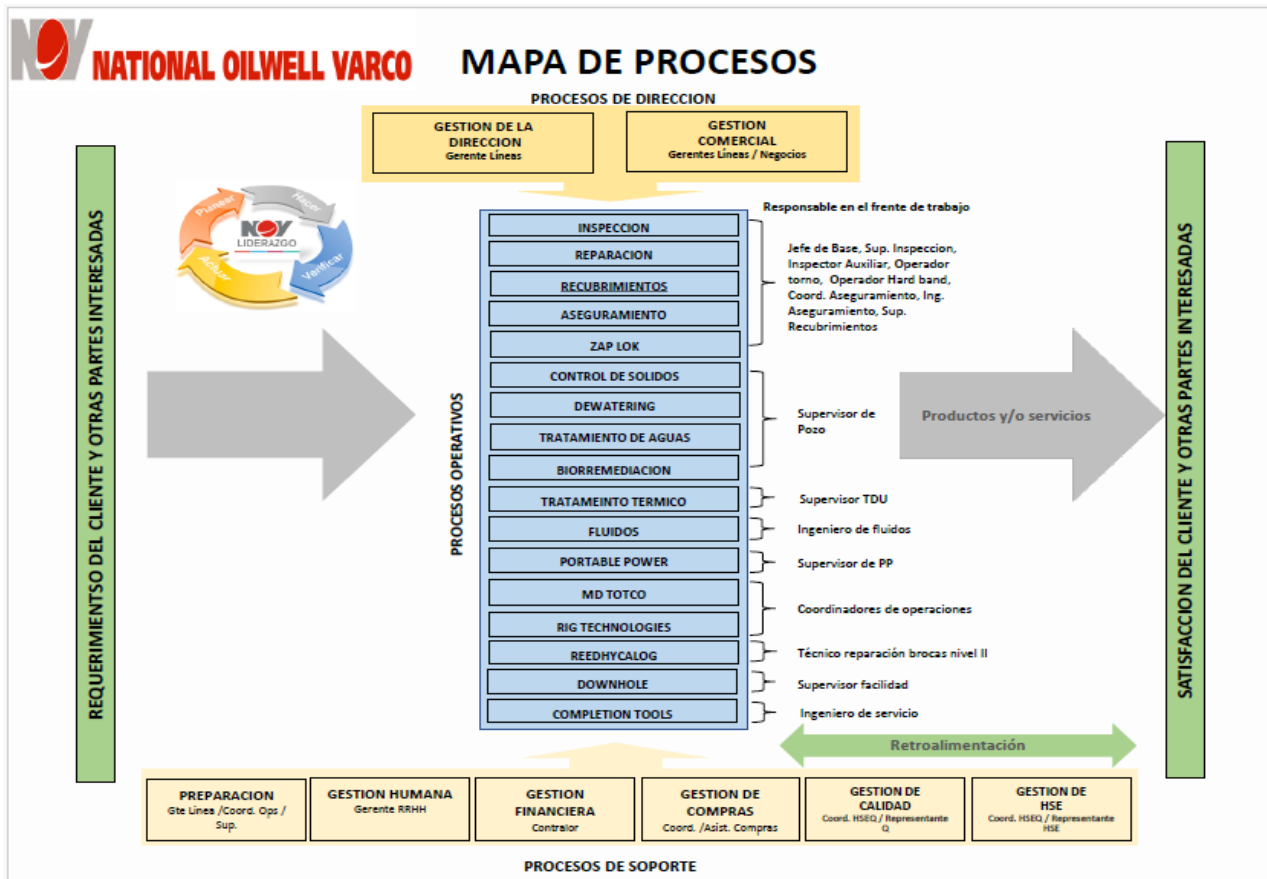 NOV NATIONAL OILWELL VARCO
MAPA DE PROCESOS
PROCESOS DE DIRECCION
GESTION DE LA
DIRECCION
Gerente Líneas
GESTION
COMERCIAL
Gerentes Líneas / Negocios
REQUERIMIENTSO DEL CLIENTE Y OTRAS PARTES INTERESADAS
Planear
Hacer
Verificar
Actuar
NOV
LIDERAZGO
PROCESOS OPERATIVOS
Responsable en el frente de trabajo
INSPECCION
REPARACION
RECUBRIMIENTOS
ASEGURAMIENTO
ZAP LOK
Jefe de Base, Sup. Inspeccion,
Inspector Auxiliar, Operador
torno, Operador Hard band,
Coord. Aseguramiento, Ing.
Aseguramiento, Sup.
Recubrimientos
CONTROL DE SOLIDOS
DEWATERING
TRATAMIENTO DE AGUAS
BIORREMEDIACION
Supervisor de
Pozo
TRATAMEINTO TERMICO
Supervisor TDU
FLUIDOS
Ingeniero de fluidos
PORTABLE POWER
Supervisor de PP
MD TOTCO
RIG TECHNOLOGIES
Coordinadores de operaciones
REEDHYCALOG
Técnico reparación brocas nivel II
DOWNHOLE
Supervisor facilidad
COMPLETION TOOLS
Ingeniero de servicio
Productos y/o servicios
Retroalimentación
SATISFACCION DEL CLIENTE Y OTRAS PARTES INTERESADAS
PREPARACION
Gte Linea /Coord. Ops /
Sup.
GESTION HUMANA
Gerente RRHH
GESTION
FINANCIERA
Contralor
GESTION DE
COMPRAS
Coord. /Asist. Compras
GESTION DE
CALIDAD
Coord. HSEQ / Representante
Q
GESTION DE
HSE
Coord. HSEQ / Representante
HSE
PROCESOS DE SOPORTE